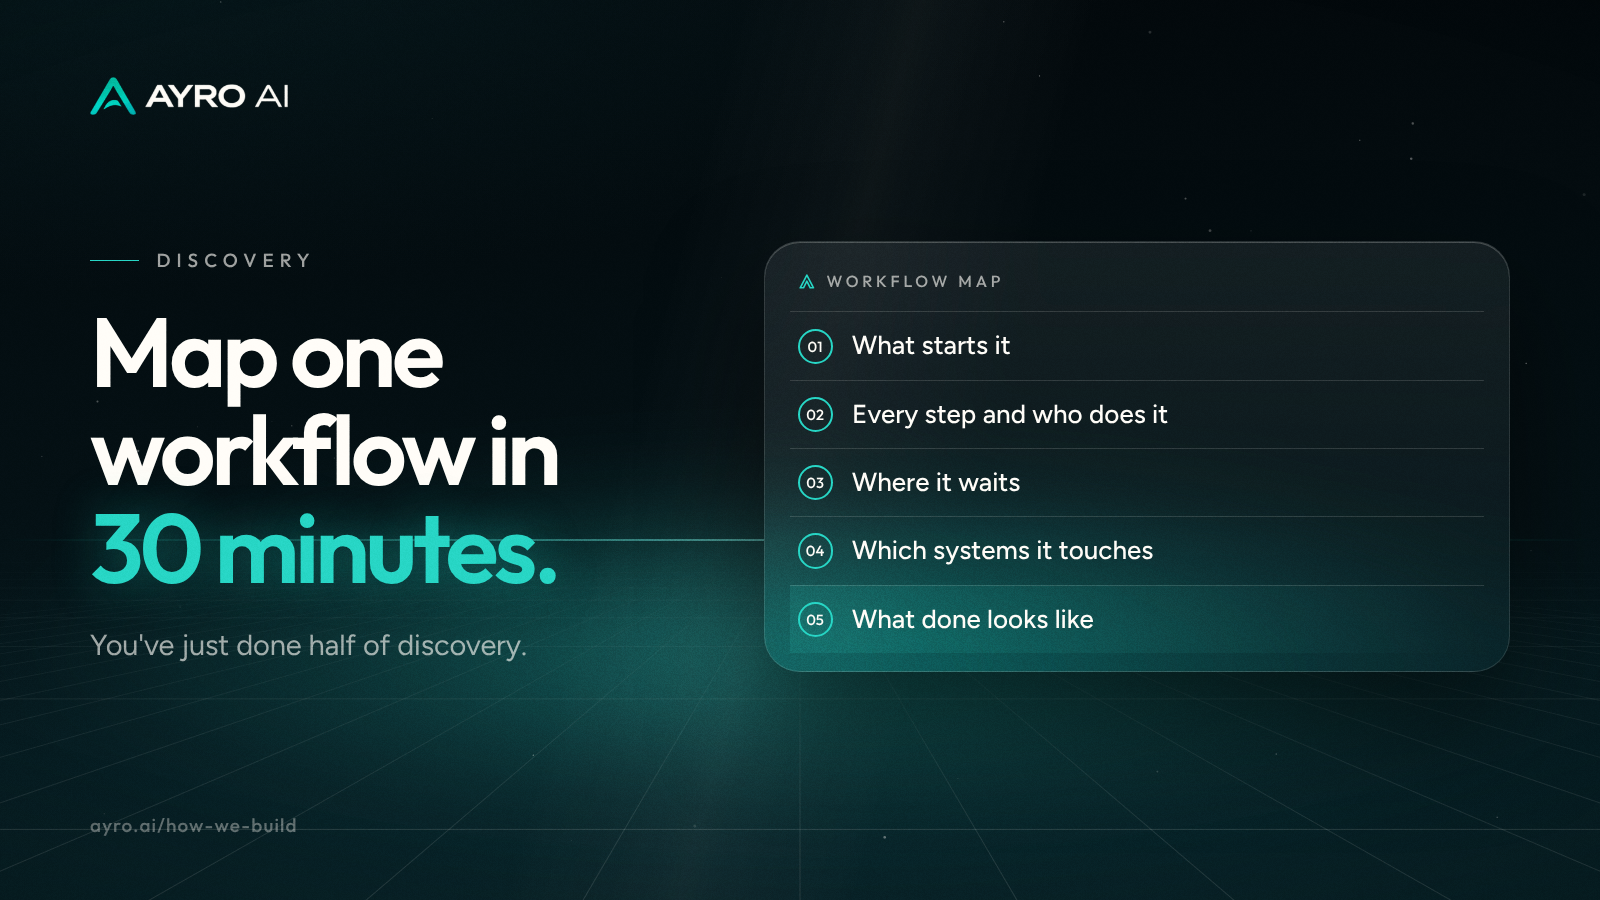 AYRO AI
DISCOVERY
Map one
workflow in
30 minutes.
You've just done half of discovery.
ayro.ai/how-we-build
WORKFLOW MAP
01 What starts it
02 Every step and who does it
03 Where it waits
04 Which systems it touches
05 What done looks like